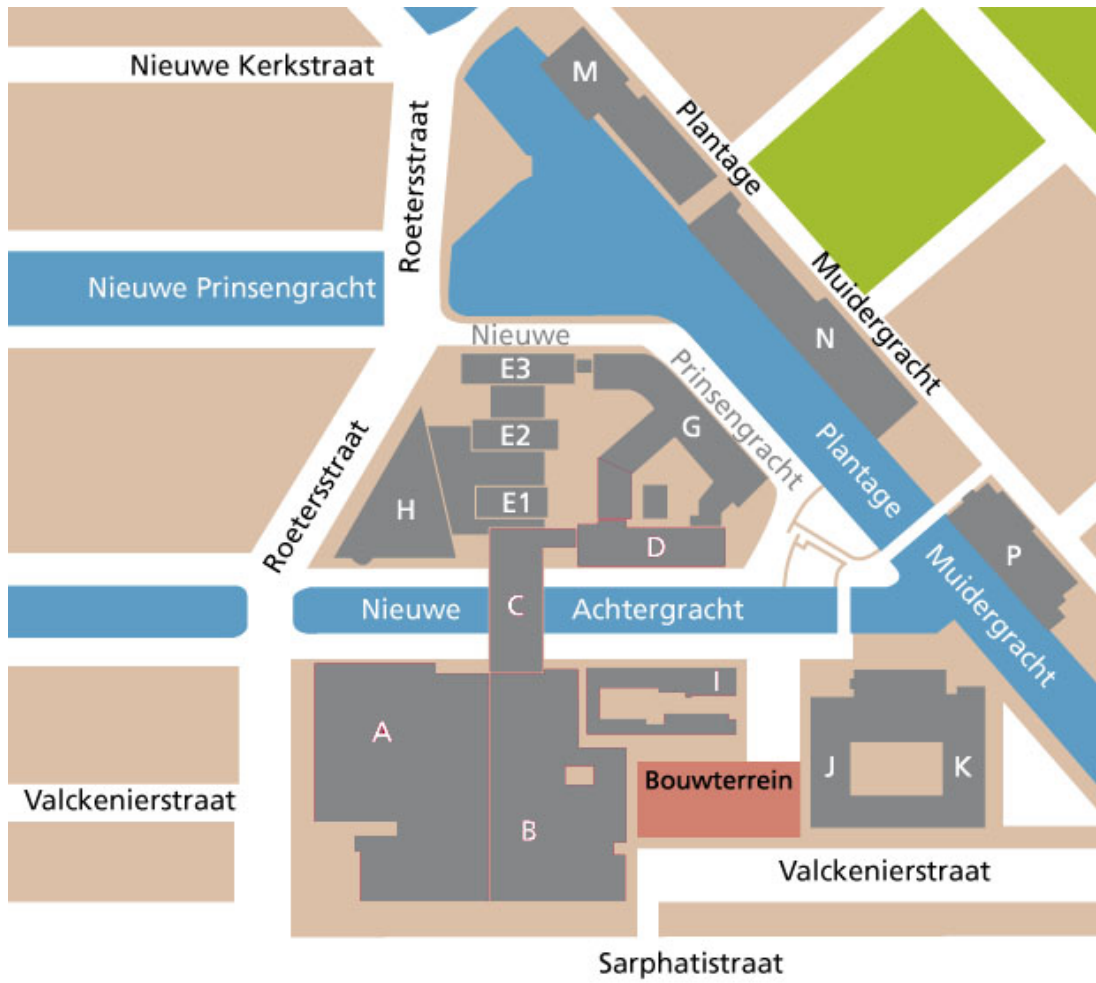 Nieuwe Kerkstraat
M
Plantage
Roetersstraat
Muidergracht
Nieuwe Prinsengracht
Nieuwe
Prinsengracht
N
E3
E2
G
Plantage
Roetersstraat
H
E1
D
P
Muidergracht
Nieuwe
C
Achtergracht
I
A
J
K
Bouwterrein
Valckenierstraat
B
Valckenierstraat
Sarphatistraat